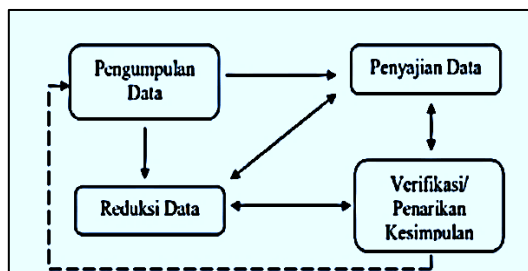 Pengumpulan
Data
Penyajian Data
Reduksi Data
Verifikasi/
Penarikan
Kesimpulan